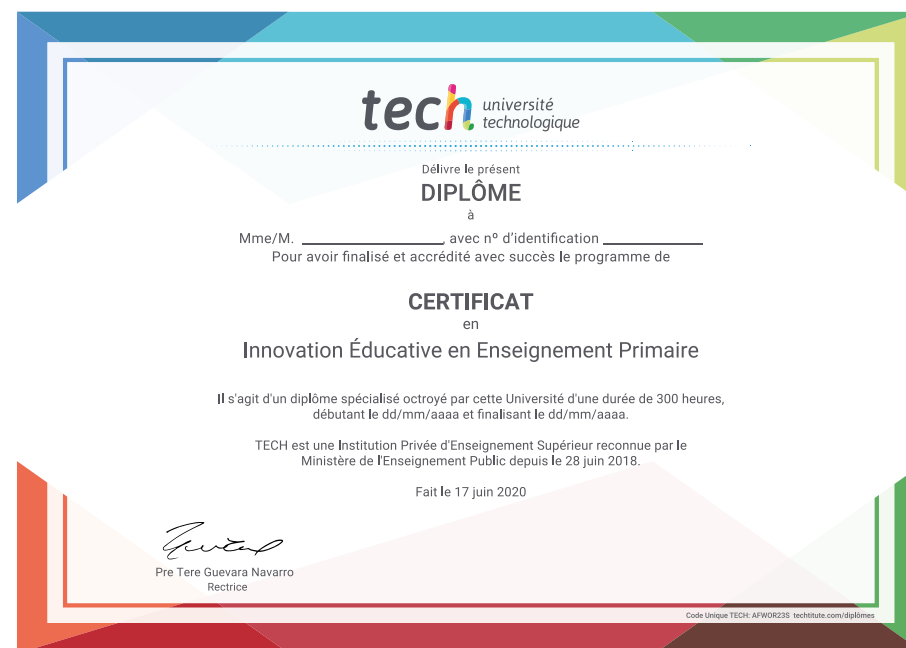 tech université
technologique
Délivre le présent
DIPLÔME
à
Mme/M. ____________________, avec nº d'identification ______________
Pour avoir finalisé et accrédité avec succès le programme de
CERTIFICAT
en
Innovation Éducative en Enseignement Primaire
Il s'agit d'un diplôme spécialisé octroyé par cette Université d'une durée de 300 heures,
débutant le dd/mm/aaaa et finalisant le dd/mm/aaaa.
TECH est une Institution Privée d'Enseignement Supérieur reconnue par le
Ministère de l'Enseignement Public depuis le 28 juin 2018.
Fait le 17 juin 2020
Pre Tere Guevara Navarro
Rectrice
Code Unique TECH: AFWOR23S techtitute.com/diplômes